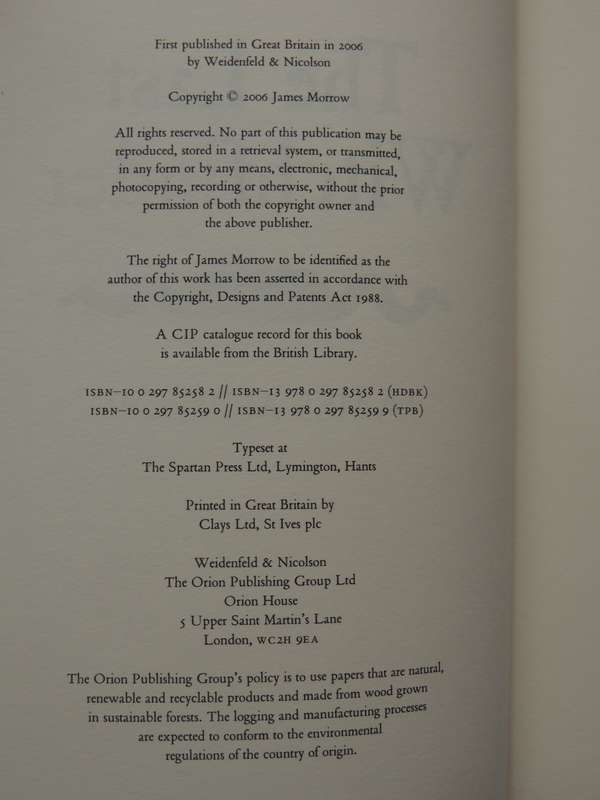 First published in Great Britain in 2006
by Weidenfeld & Nicolson
Copyright © 2006 James Morrow
All rights reserved. No part of this publication may be
reproduced, stored in a retrieval system, or transmitted,
in any form or by any means, electronic, mechanical,
photocopying, recording or otherwise, without the prior
permission of both the copyright owner and
the above publisher.
The right of James Morrow to be identified as the
author of this work has been asserted in accordance with
the Copyright, Designs and Patents Act 1988.
A CIP catalogue record for this book
is available from the British Library.
ISBN–10 0 297 85258 2 // ISBN–13 978 0 297 85258 2 (HDBK)
ISBN–10 0 297 85259 0 // ISBN–13 978 0 297 85259 9 (TPB)
Typeset at
The Spartan Press Ltd, Lymington, Hants
Printed in Great Britain by
Clays Ltd, St Ives plc
Weidenfeld & Nicolson
The Orion Publishing Group Ltd
Orion House
5 Upper Saint Martin's Lane
London, WC2H 9EA
The Orion Publishing Group's policy is to use papers that are natural,
renewable and recyclable products and made from wood grown
in sustainable forests. The logging and manufacturing processes
are expected to conform to the environmental
regulations of the country of origin.